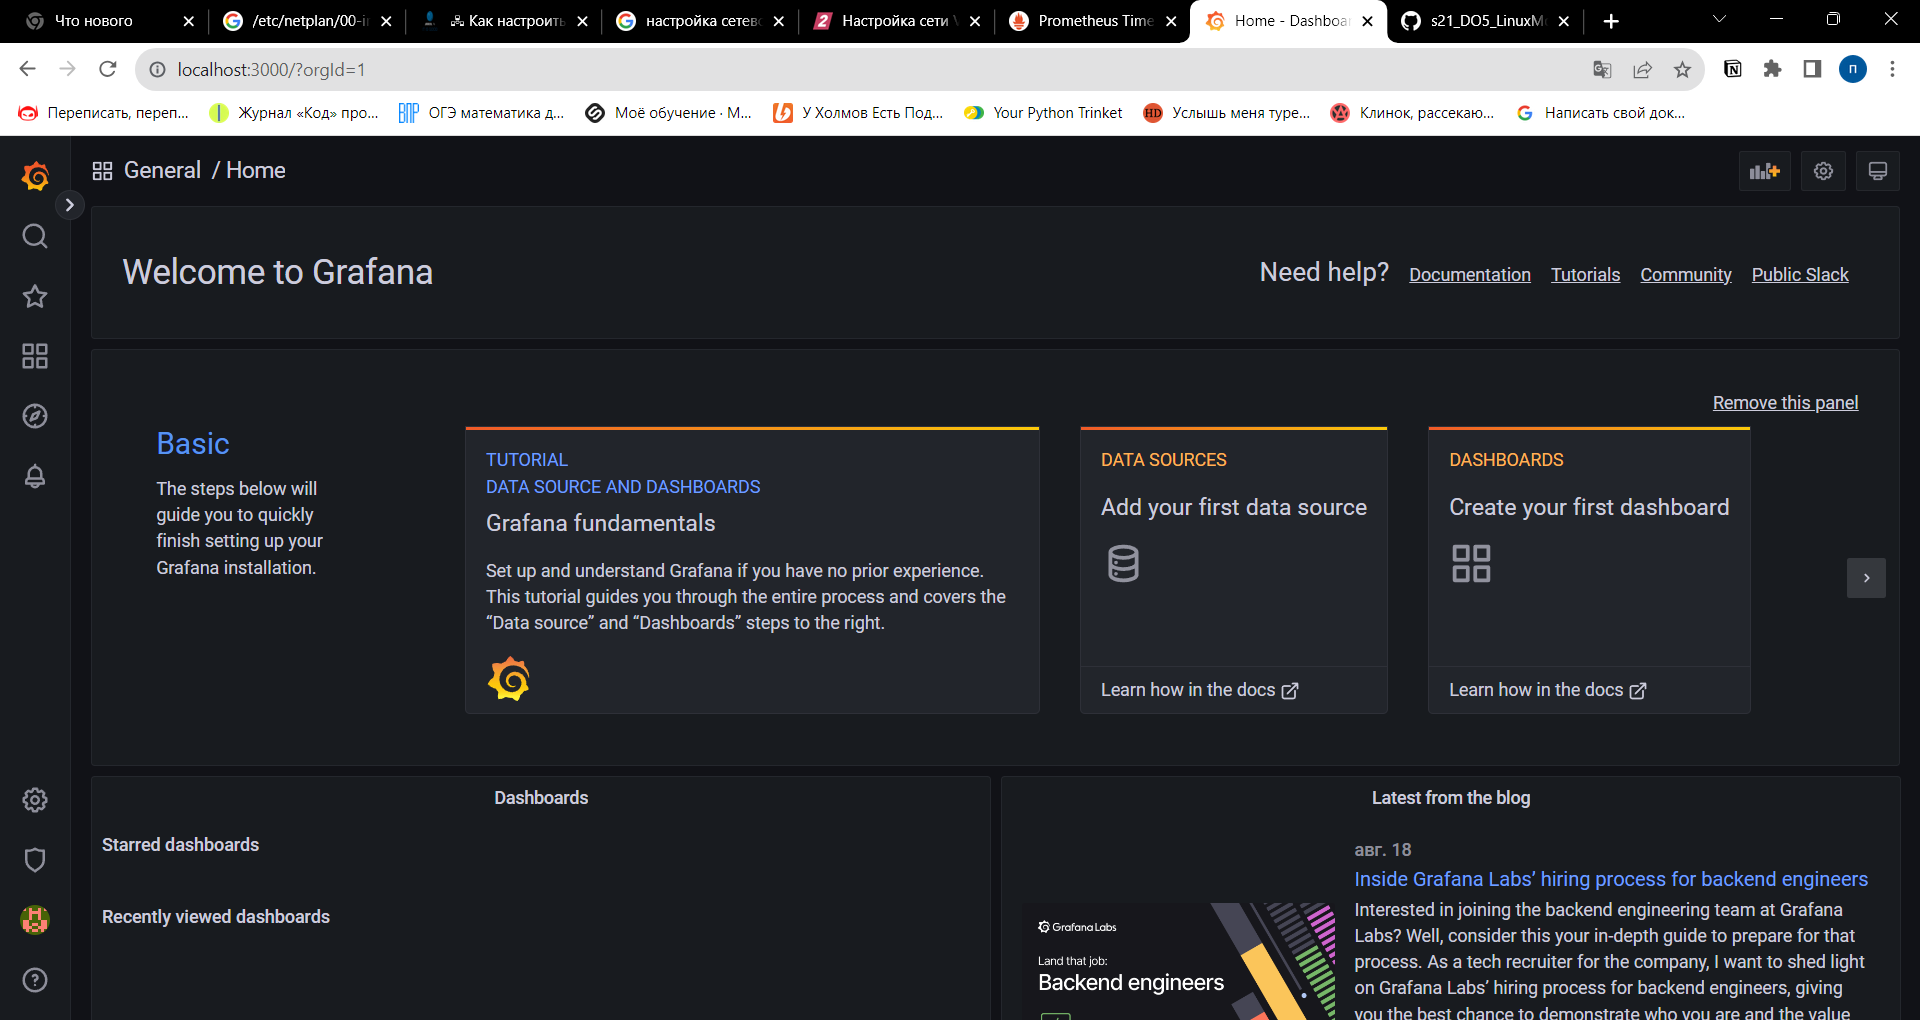 Что нового
/etc/netplan/00-i
Как настроить
настройка сетев
Настройка сети V
Prometheus Time
Home - Dashboar
s21_DO5_LinuxMo
localhost:3000/?orgId=1
п
Переписать, переп...
Журнал «Код» про...
ОГЭ математика д...
Моё обучение · М...
У Холмов Есть Под...
Your Python Trinket
HD
Услышь меня туре...
Клинок, рассекаю...
Написать свой док...
General / Home
Welcome to Grafana
Need help?
Documentation
Tutorials
Community
Public Slack
Remove this panel
Basic
The steps below will
guide you to quickly
finish setting up your
Grafana installation.
TUTORIAL
DATA SOURCE AND DASHBOARDS
Grafana fundamentals
Set up and understand Grafana if you have no prior experience.
This tutorial guides you through the entire process and covers the
“Data source” and “Dashboards” steps to the right.
DATA SOURCES
Add your first data source
Learn how in the docs
DASHBOARDS
Create your first dashboard
Learn how in the docs
Dashboards
Starred dashboards
Recently viewed dashboards
Latest from the blog
Grafana Labs
Land that job:
Backend engineers
авг. 18
Inside Grafana Labs’ hiring process for backend engineers
Interested in joining the backend engineering team at Grafana
Labs? Well, consider this your in-depth guide to prepare for that
process. As a tech recruiter for the company, I want to shed light
on Grafana Labs’ hiring process for backend engineers, giving
you the best chance to demonstrate who you are and the value